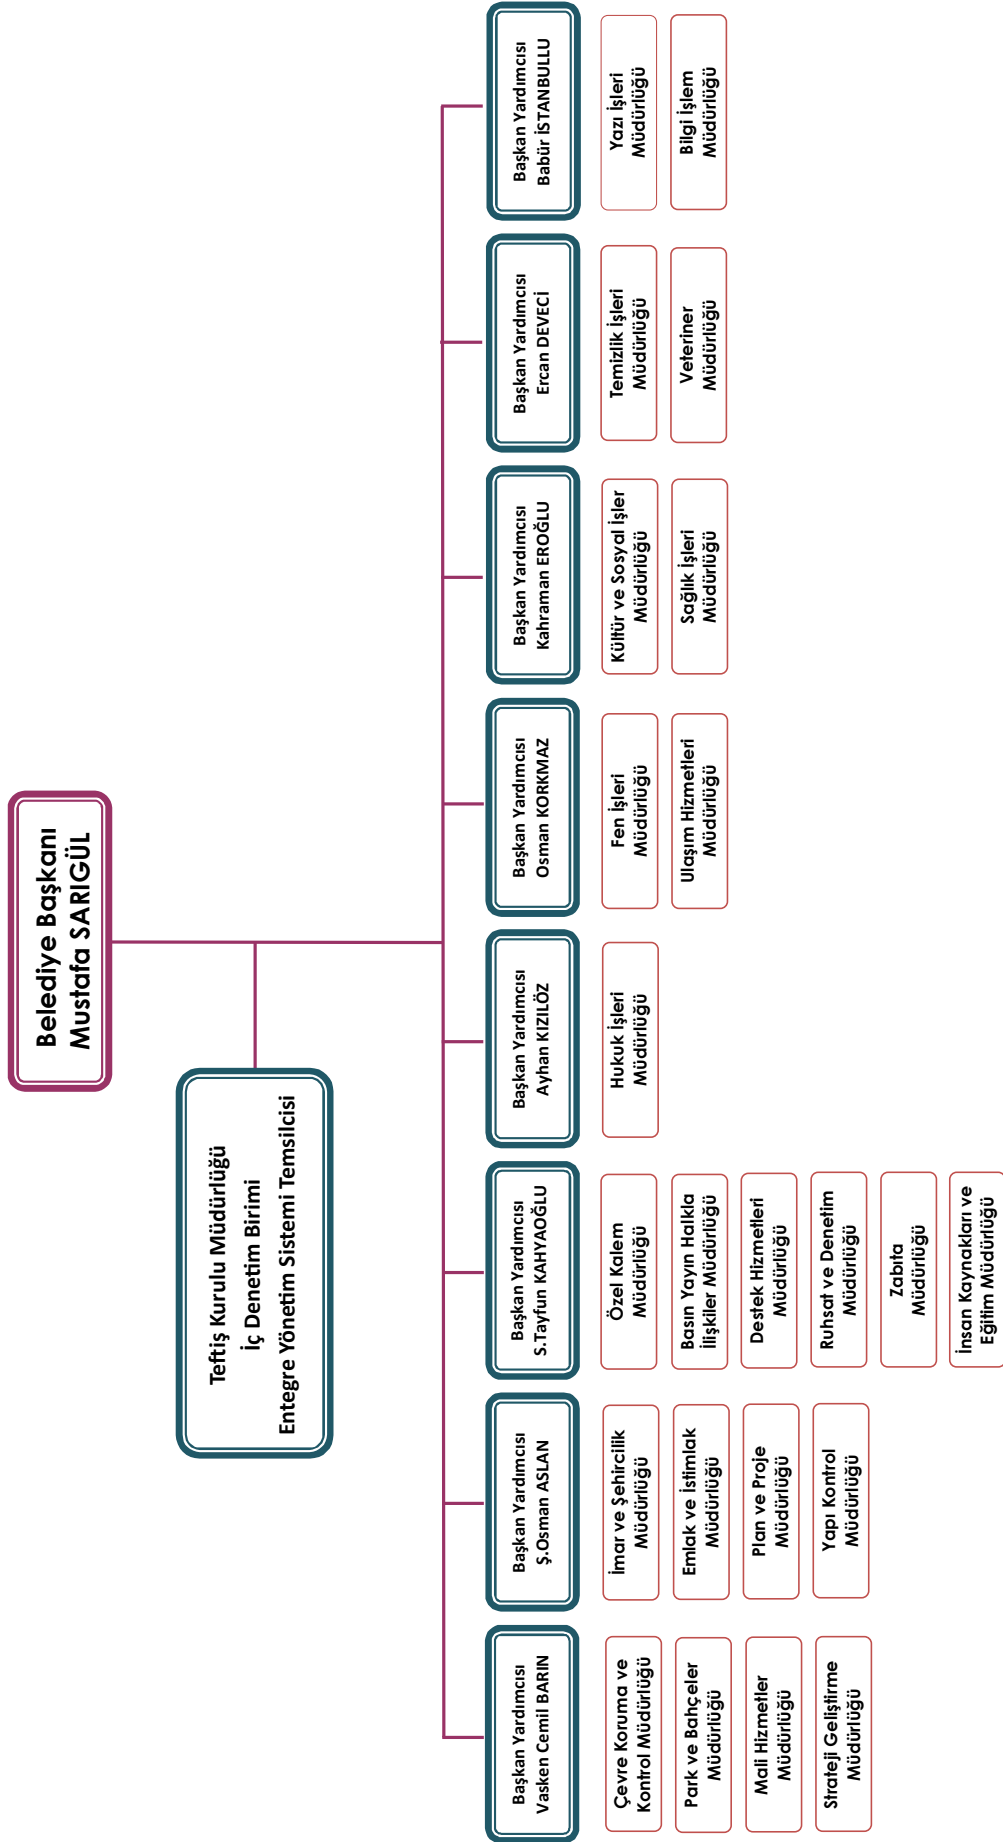 Belediye Başkanı
Mustafa SARIGÜL
Teftiş Kurulu Müdürlüğü
İç Denetim Birimi
Entegre Yönetim Sistemi Temsilcisi
Başkan Yardımcısı
Vasken Cemil BARIN
Çevre Koruma ve
Kontrol Müdürlüğü
Park ve Bahçeler
Müdürlüğü
Mali Hizmetler
Müdürlüğü
Strateji Geliştirme
Müdürlüğü
Başkan Yardımcısı
Ş.Osman ASLAN
İmar ve Şehircilik
Müdürlüğü
Emlak ve İstimlak
Müdürlüğü
Plan ve Proje
Müdürlüğü
Yapı Kontrol
Müdürlüğü
Başkan Yardımcısı
S.Tayfun KAHYAOĞLU
Özel Kalem
Müdürlüğü
Basın Yayın Halkla
İlişkiler Müdürlüğü
Destek Hizmetleri
Müdürlüğü
Ruhsat ve Denetim
Müdürlüğü
Zabıta
Müdürlüğü
İnsan Kaynakları ve
Eğitim Müdürlüğü
Başkan Yardımcısı
Ayhan KIZILÖZ
Hukuk İşleri
Müdürlüğü
Başkan Yardımcısı
Osman KORKMAZ
Fen İşleri
Müdürlüğü
Ulaşım Hizmetleri
Müdürlüğü
Başkan Yardımcısı
Kahraman EROĞLU
Kültür ve Sosyal İşler
Müdürlüğü
Sağlık İşleri
Müdürlüğü
Başkan Yardımcısı
Ercan DEVECİ
Temizlik İşleri
Müdürlüğü
Veteriner
Müdürlüğü
Başkan Yardımcısı
Babür İSTANBULLU
Yazı İşleri
Müdürlüğü
Bilgi İşlem
Müdürlüğü